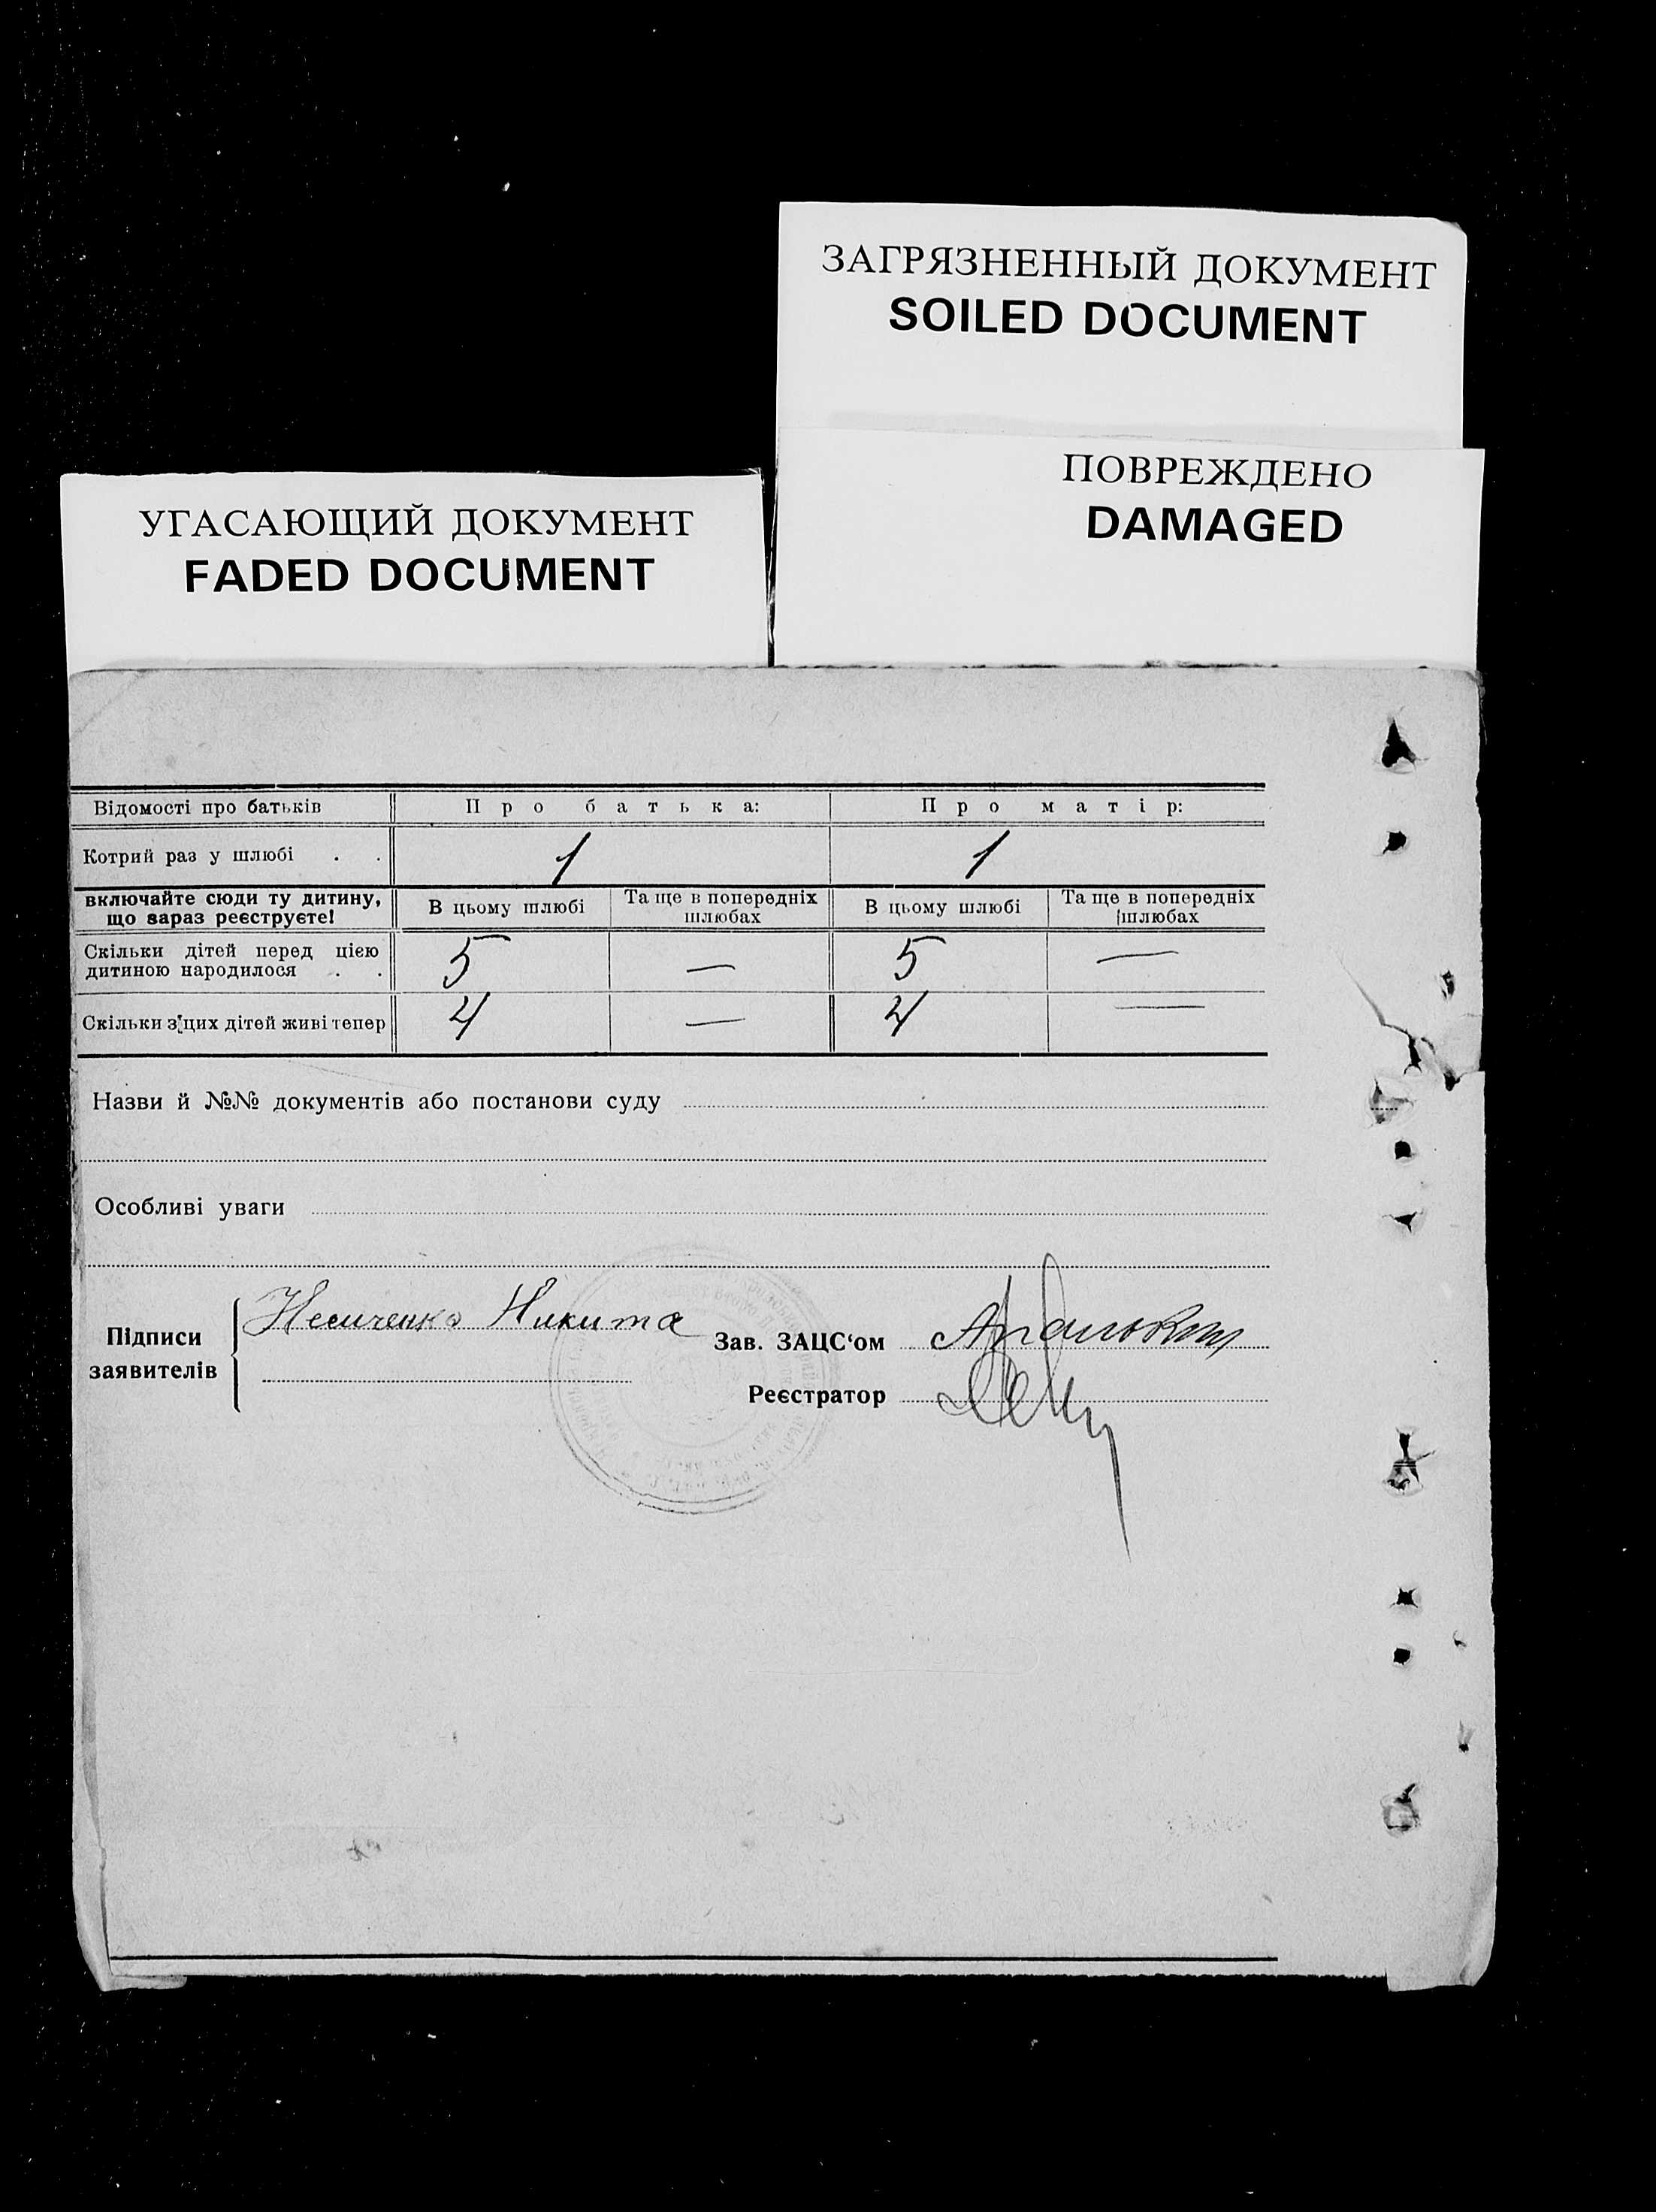 ЗАГРЯЗНЕННЫЙ ДОКУМЕНТ
SOILED DOCUMENT
ПОВРЕЖДЕНО
DAMAGED
УГАСАЮЩИЙ ДОКУМЕНТ
FADED DOCUMENT
Відомості про батьків Про батька: Про матір:
Котрий раз у шлюбі . . 1 1
включайте сюди ту дитину, що зараз реєструєте! В цьому шлюбі Та ще в попередніх шлюбах В цьому шлюбі Та ще в попередніх шлюбах
Скільки дітей перед цією дитиною народилося . . 5 — 5 —
Скільки з цих дітей живі тепер 4 — 4 —
Назви й №№ документів або постанови суду
Особливі уваги
Підписи заявителів Никита
Зав. ЗАЦС‘ом
Реєстратор